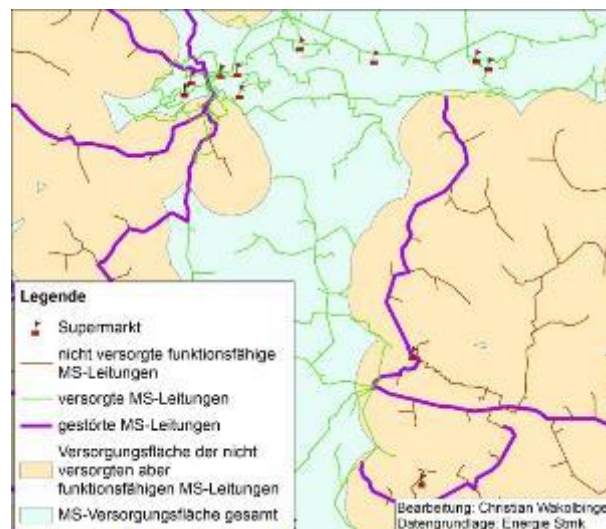 Legende
Supermarkt
nicht versorgte funktionsfähige
MS-Leitungen
versorgte MS-Leitungen
gestörte MS-Leitungen
Versorgungsfläche der nicht
versorgten aber
funktionsfähigen MS-Leitungen
MS-Versorgungsfläche gesamt
Bearbeitung: Christian Wakolbinge
Datengrundlage: Energie Stmk